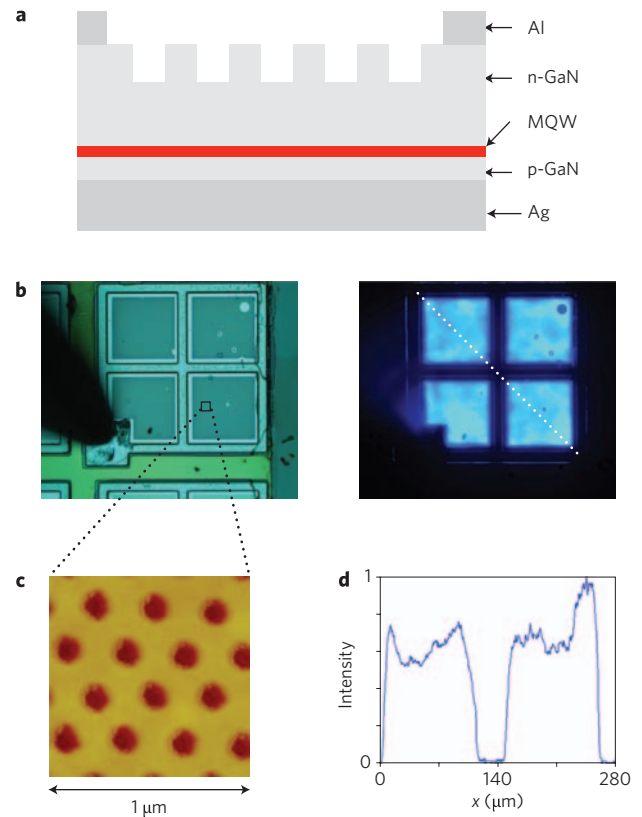 a
Al
n-GaN
MQW
p-GaN
Ag
b
c
1 µm
d
1
Intensity
0
0 140 280
x (µm)